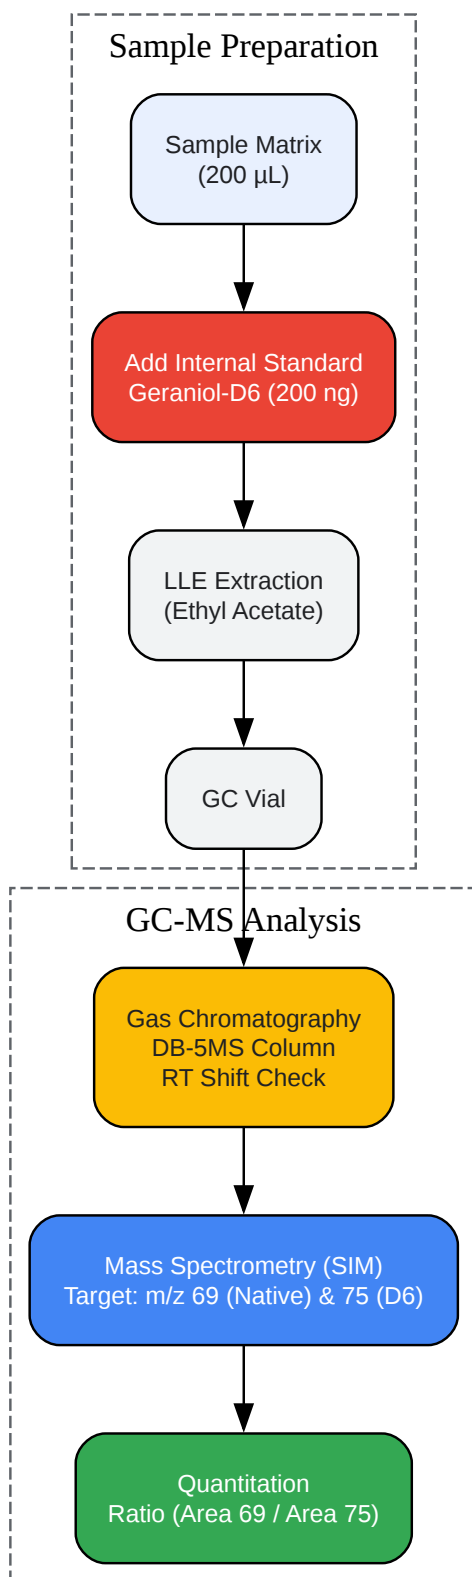 Sample Preparation
Sample Matrix
(200 µL)
Add Internal Standard
Geraniol-D6 (200 ng)
LLE Extraction
(Ethyl Acetate)
GC Vial
GC-MS Analysis
Gas Chromatography
DB-5MS Column
RT Shift Check
Mass Spectrometry (SIM)
Target: m/z 69 (Native) & 75 (D6)
Quantitation
Ratio (Area 69 / Area 75)